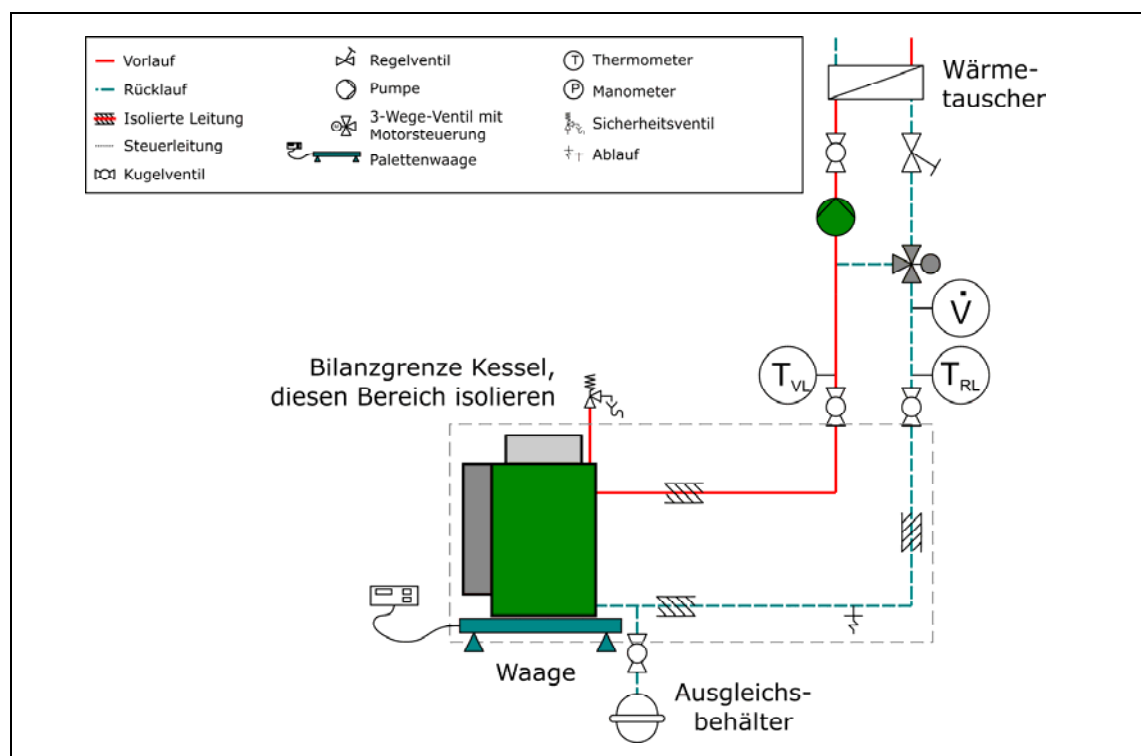 Vorlauf
Rücklauf
Isolierte Leitung
Steuerleitung
Kugelventil
Regelventil
Pumpe
3-Wege-Ventil mit
Motorsteuerung
Palettenwaage
T Thermometer
P Manometer
Sicherheitsventil
Ablauf
Wärme-
tauscher
V̇
T_VL
T_RL
Bilanzgrenze Kessel,
diesen Bereich isolieren
Waage
Ausgleichs-
behälter